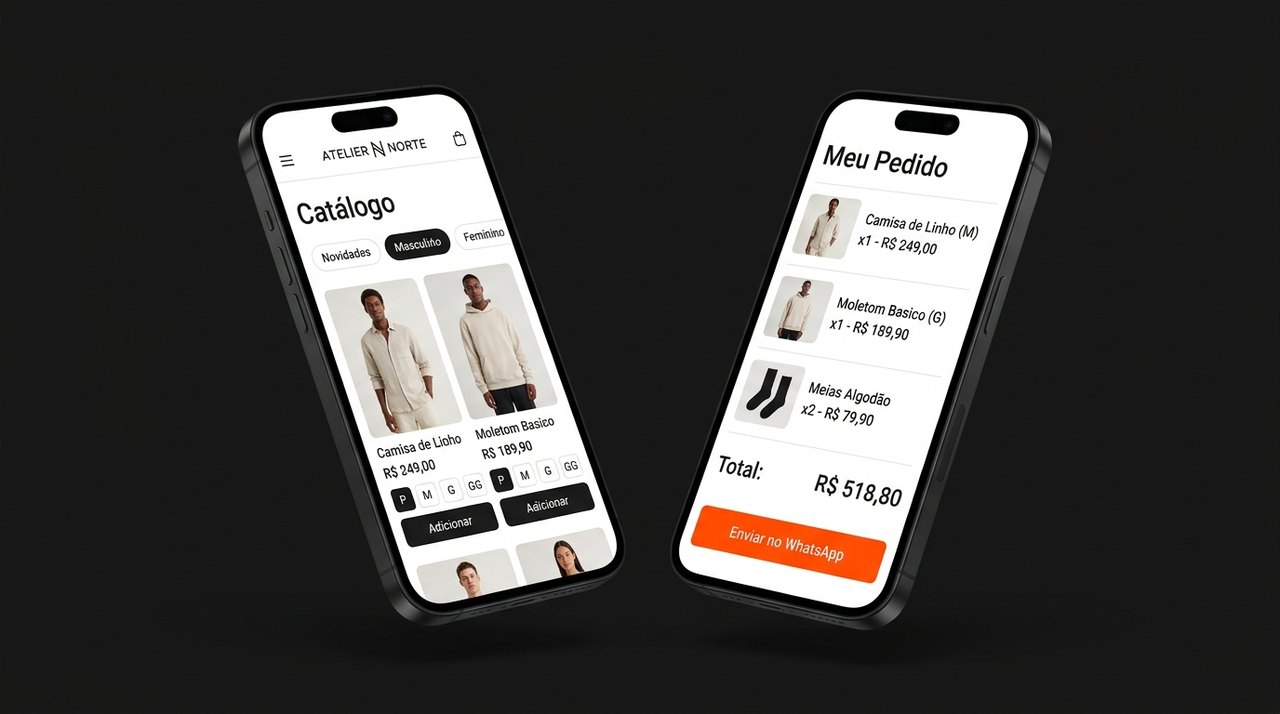 ATELIER N NORTE
Catálogo
Novidades
Masculino
Feminino
Camisa de Linho
R$ 249,00
P M G GG
Adicionar
Moletom Basico
R$ 189,90
P M G GG
Adicionar
Meu Pedido
Camisa de Linho (M)
x1 - R$ 249,00
Moletom Basico (G)
x1 - R$ 189,90
Meias Algodão
x2 - R$ 79,90
Total:
R$ 518,80
Enviar no WhatsApp